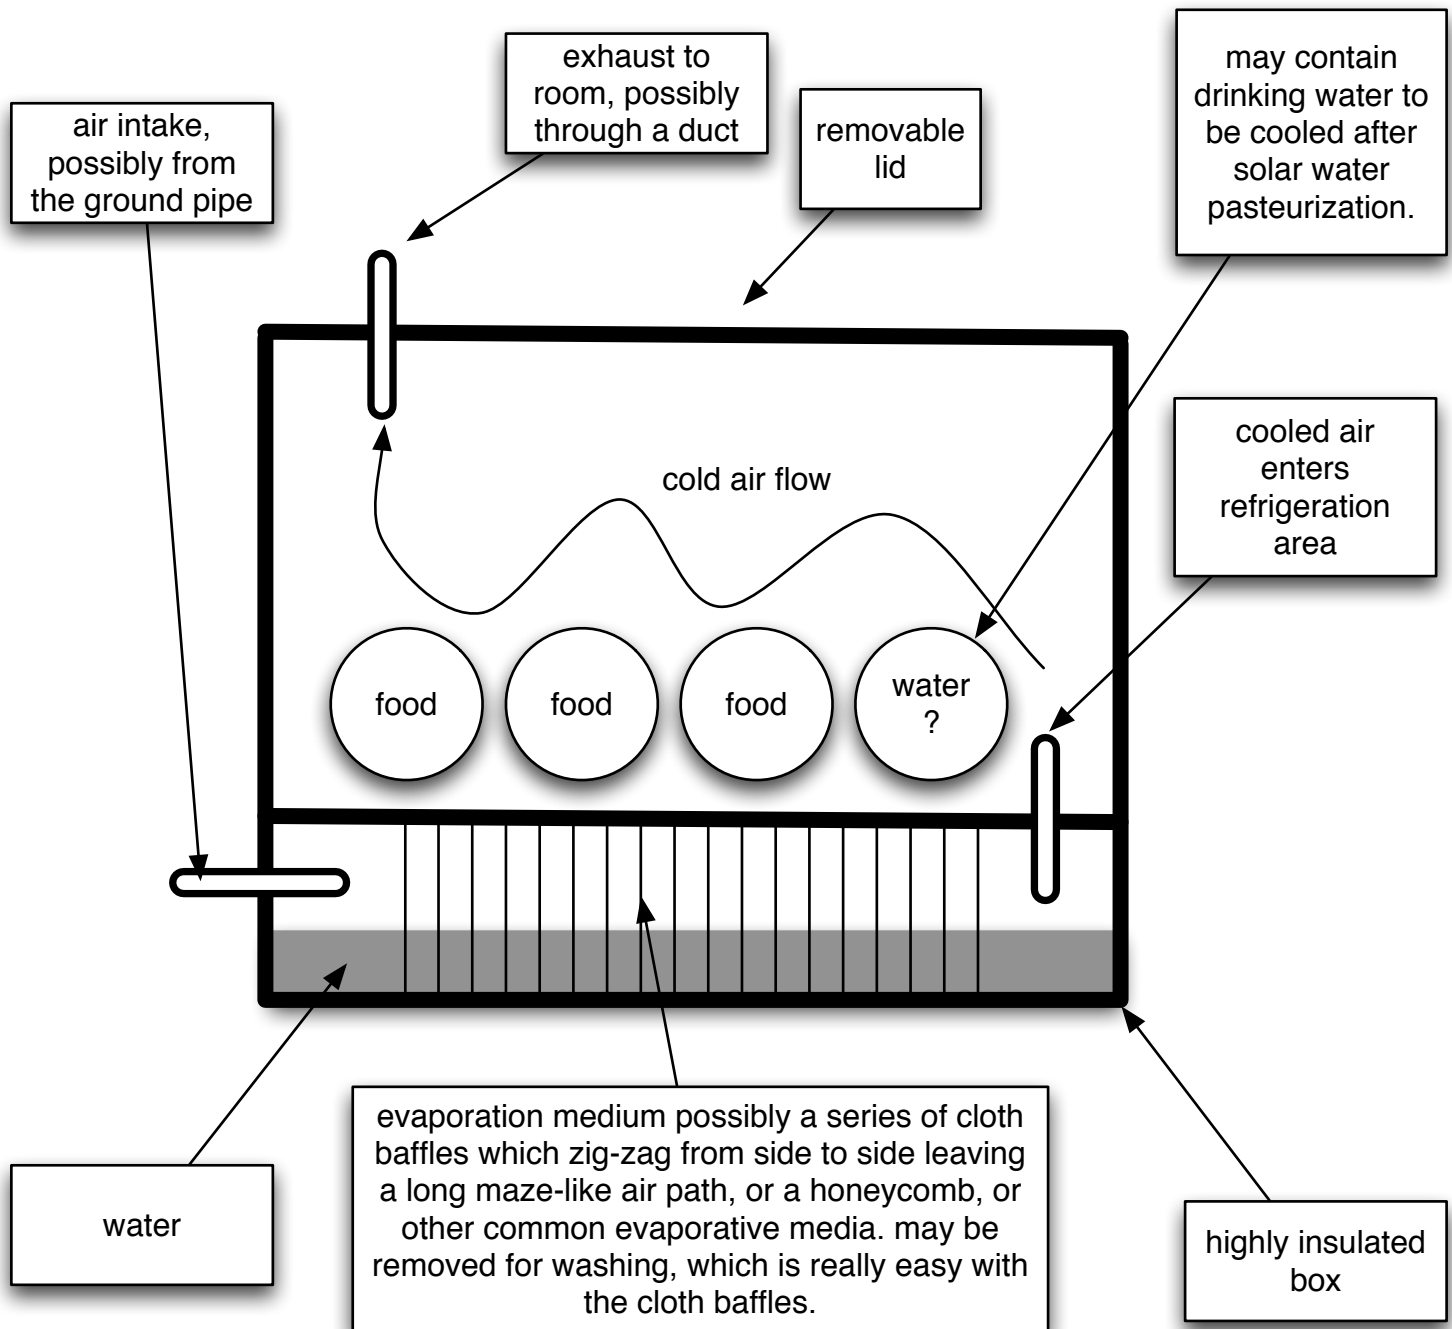 exhaust to
room, possibly
through a duct
may contain
drinking water to
be cooled after
solar water
pasteurization.
air intake,
possibly from
the ground pipe
removable
lid
cooled air
enters
refrigeration
area
cold air flow
food
food
food
water
?
evaporation medium possibly a series of cloth
baffles which zig-zag from side to side leaving
a long maze-like air path, or a honeycomb, or
other common evaporative media. may be
removed for washing, which is really easy with
the cloth baffles.
water
highly insulated
box